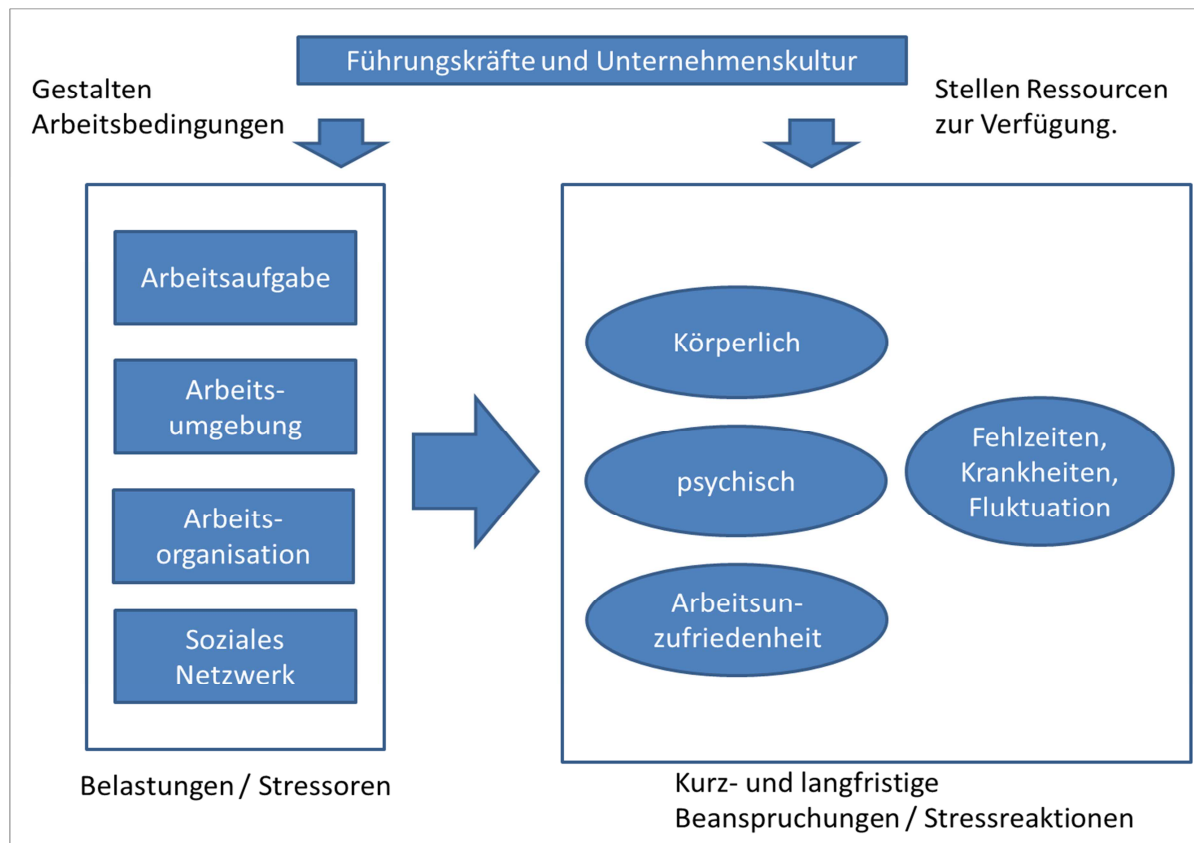 Führungskräfte und Unternehmenskultur
Gestalten
Arbeitsbedingungen
Stellen Ressourcen
zur Verfügung.
Arbeitsaufgabe
Arbeits-
umgebung
Arbeits-
organisation
Soziales
Netzwerk
Belastungen / Stressoren
Körperlich
psychisch
Arbeitsun-
zufriedenheit
Fehlzeiten,
Krankheiten,
Fluktuation
Kurz- und langfristige
Beanspruchungen / Stressreaktionen